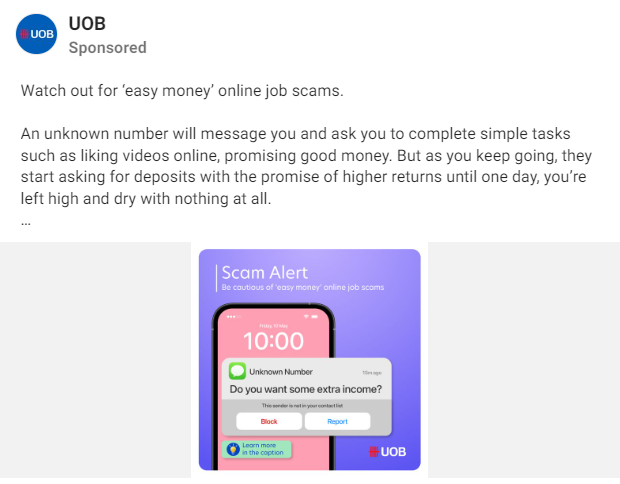 UOB
UOB
Sponsored
Watch out for ‘easy money’ online job scams.
An unknown number will message you and ask you to complete simple tasks
such as liking videos online, promising good money. But as you keep going, they
start asking for deposits with the promise of higher returns until one day, you’re
left high and dry with nothing at all.
...
Scam Alert
Be cautious of ‘easy money’ online job scams
10:00
Unknown Number
Do you want some extra income?
This sender is not in your contact list
Block
Report
Learn more
in the caption
UOB